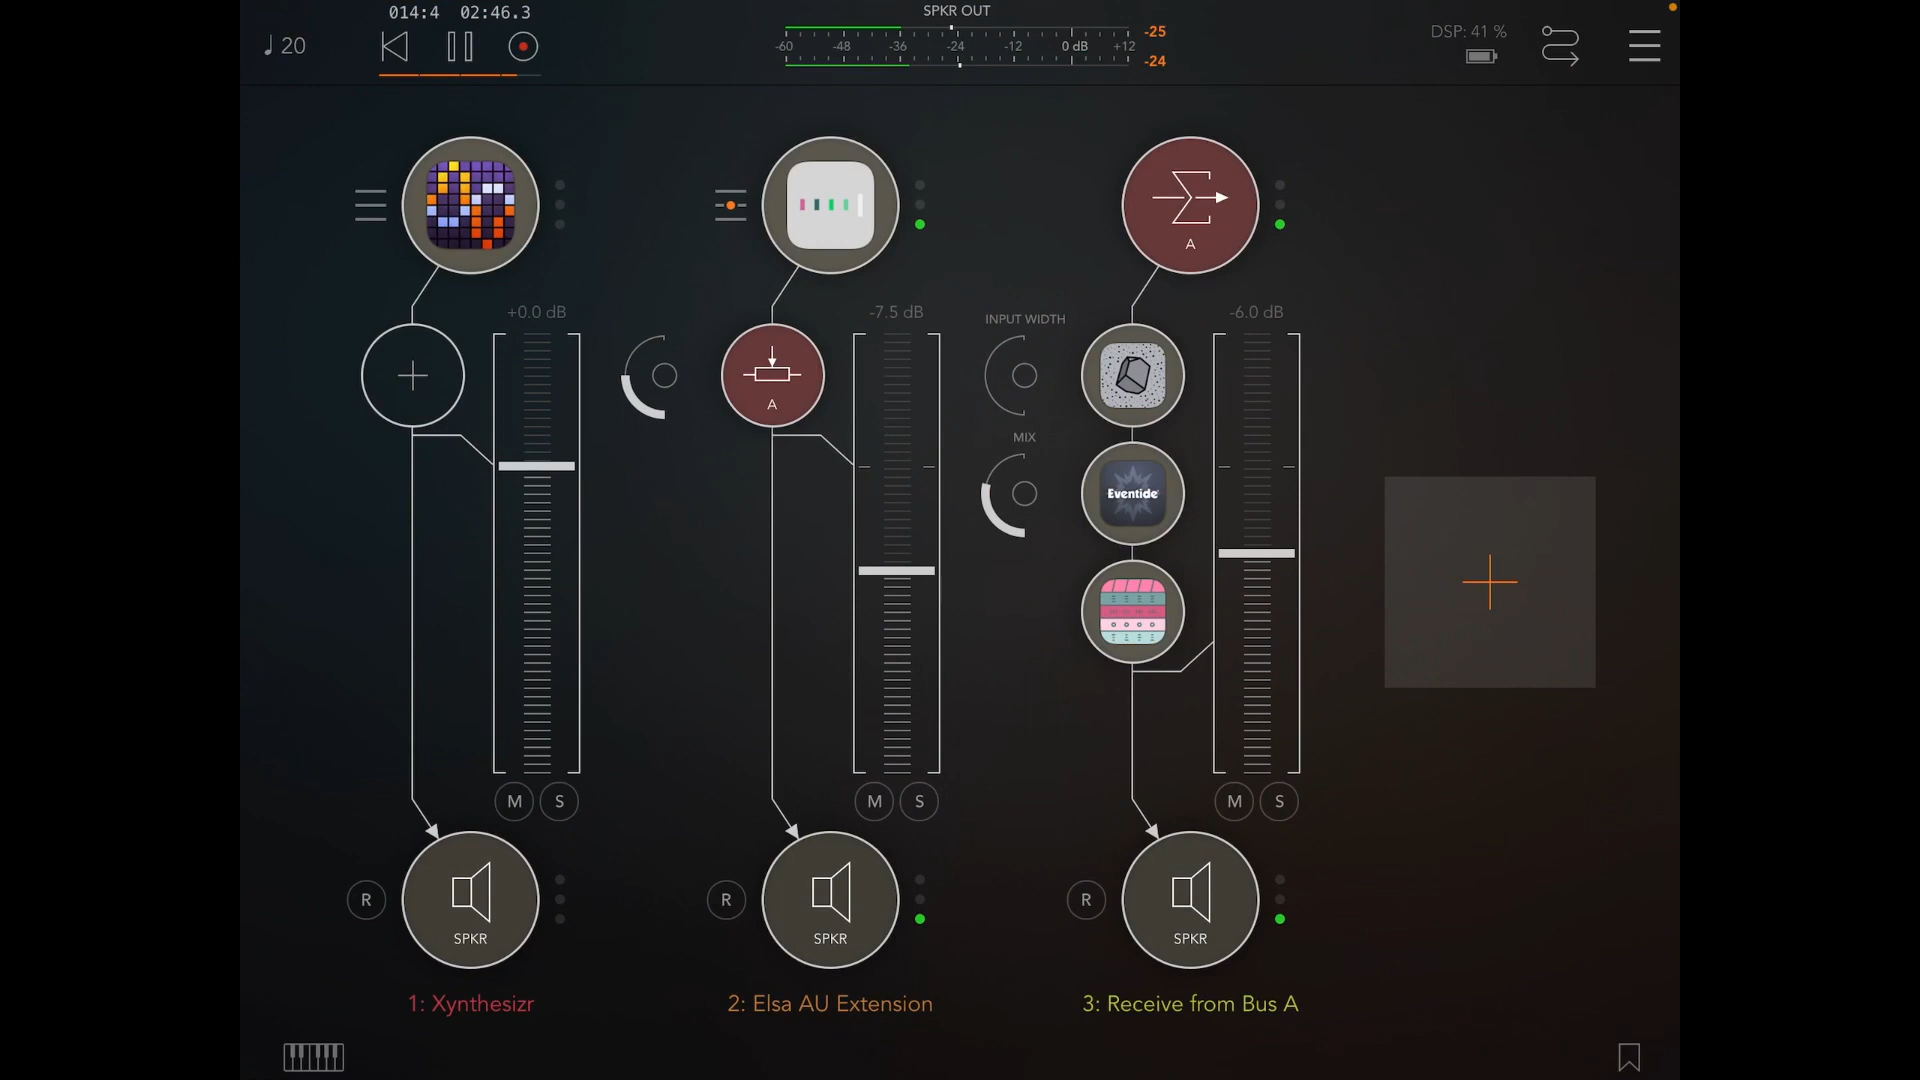 014:4 02:46.3
SPKR OUT
♩ 20
-60 -48 -36 -24 -12 0 dB +12
-25
-24
DSP: 41 %
A
+0.0 dB
-7.5 dB
INPUT WIDTH
-6.0 dB
A
MIX
Eventide
M S
M S
M S
R
SPKR
R
SPKR
R
SPKR
1: Xynthesizr
2: Elsa AU Extension
3: Receive from Bus A